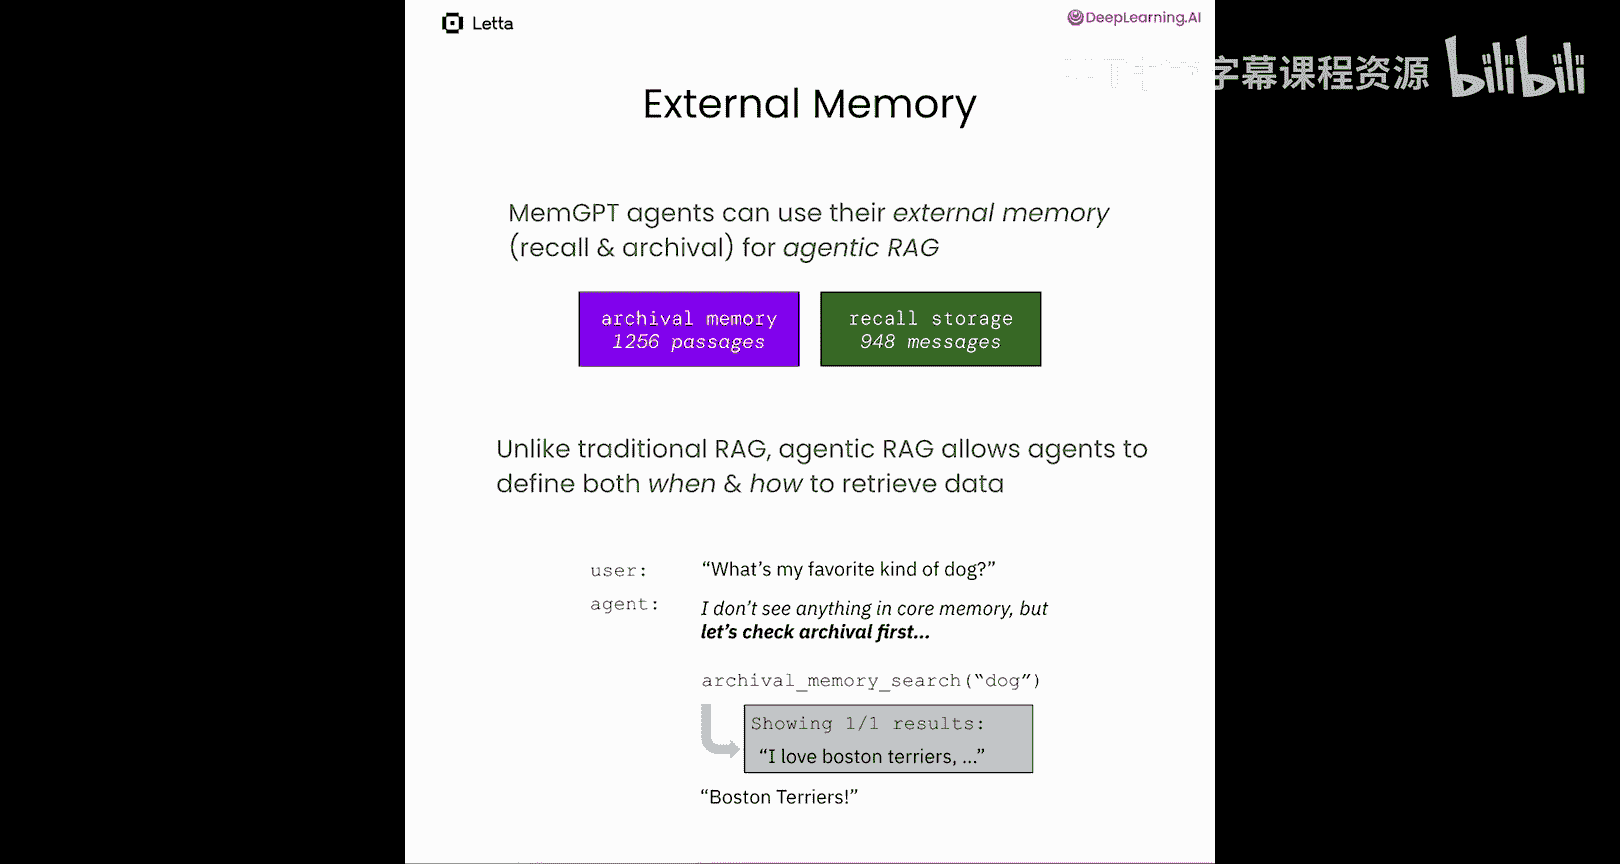 Letta
DeepLearning.AI
字幕课程资源 bilibili
External Memory
MemGPT agents can use their external memory
(recall & archival) for agentic RAG
archival memory
1256 passages
recall storage
948 messages
Unlike traditional RAG, agentic RAG allows agents to
define both when & how to retrieve data
user: “What’s my favorite kind of dog?”
agent: I don’t see anything in core memory, but
let’s check archival first...
archival_memory_search(“dog”)
Showing 1/1 results:
“I love boston terriers, ...”
“Boston Terriers!”